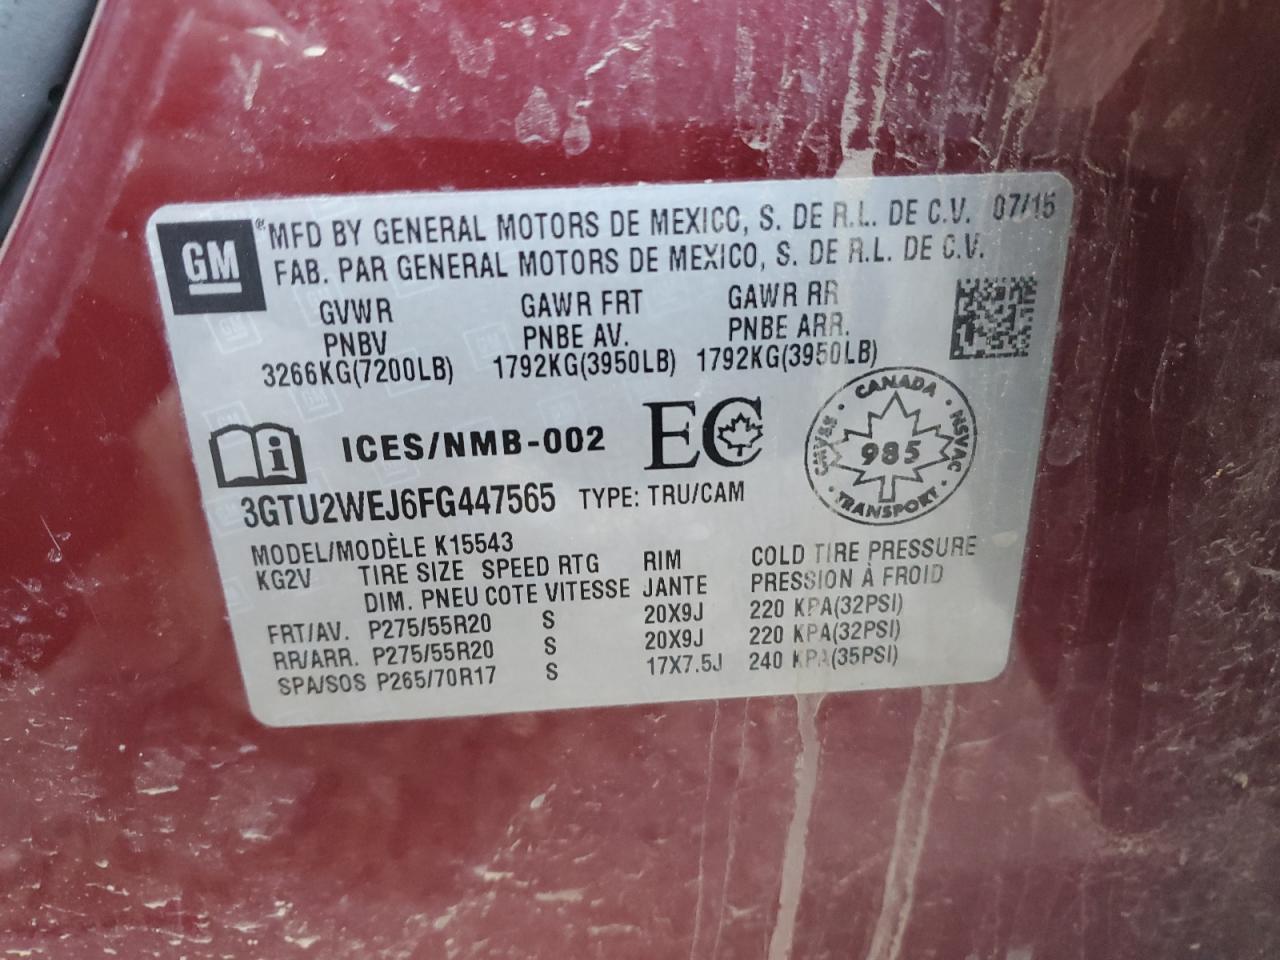 GM
® MFD BY GENERAL MOTORS DE MEXICO, S. DE R.L. DE C.V. 07/15
FAB. PAR GENERAL MOTORS DE MEXICO, S. DE R.L. DE C.V.
GVWR GAWR FRT GAWR RR
PNBV PNBE AV. PNBE ARR.
3266KG(7200LB) 1792KG(3950LB) 1792KG(3950LB)
i ICES/NMB-002 EC
CANADA
CMVSS 985 NSVAC
TRANSPORT
3GTU2WEJ6FG447565 TYPE: TRU/CAM
MODEL/MODÈLE K15543
KG2V TIRE SIZE SPEED RTG RIM COLD TIRE PRESSURE
DIM. PNEU COTE VITESSE JANTE PRESSION À FROID
FRT/AV. P275/55R20 S 20X9J 220 KPA(32PSI)
RR/ARR. P275/55R20 S 20X9J 220 KPA(32PSI)
SPA/SOS P265/70R17 S 17X7.5J 240 KPA(35PSI)